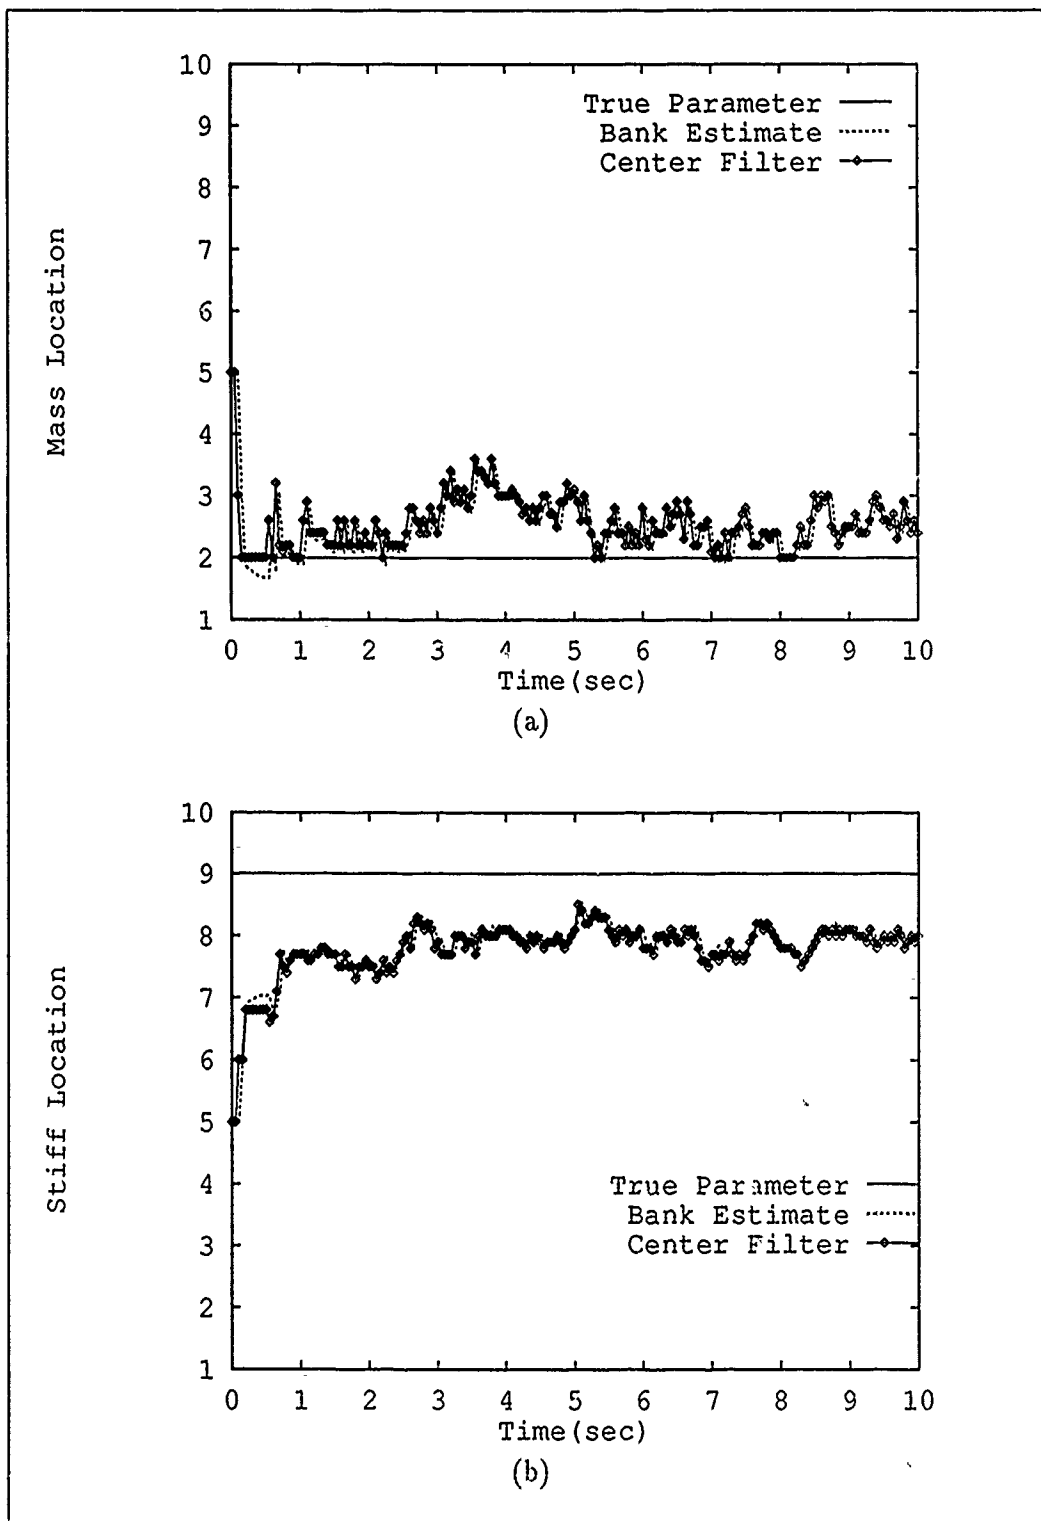 10
9
8
7
6
5
4
3
2
1
Mass Location
True Parameter
Bank Estimate
Center Filter
0 1 2 3 4 5 6 7 8 9 10
Time(sec)
(a)
10
9
8
7
6
5
4
3
2
1
Stiff Location
True Parameter
Bank Estimate
Center Filter
0 1 2 3 4 5 6 7 8 9 10
Time(sec)
(b)